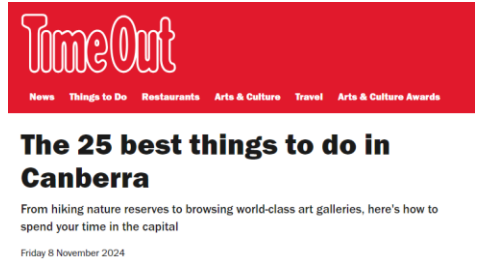 TimeOut
News Things to Do Restaurants Arts & Culture Travel Arts & Culture Awards
The 25 best things to do in
Canberra
From hiking nature reserves to browsing world-class art galleries, here's how to
spend your time in the capital
Friday 8 November 2024